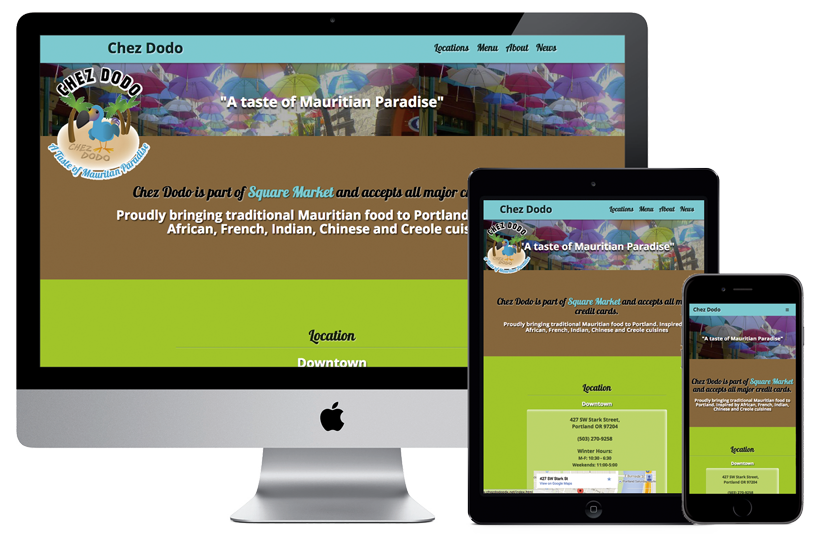 Chez Dodo
Locations Menu About News
CHEZ DODO
CHEZ
DODO
A Taste of Mauritian Paradise
"A taste of Mauritian Paradise"
Chez Dodo is part of Square Market and accepts all major
Proudly bringing traditional Mauritian food to Portland
African, French, Indian, Chinese and Creole cuis
Location
Downtown
Chez Dodo
Locations Menu About News
CHEZ DODO
"A taste of Mauritian Paradise"
Chez Dodo is part of Square Market and accepts all m
credit cards.
Proudly bringing traditional Mauritian food to Portland. Inspired
African, French, Indian, Chinese and Creole cuisines
Location
Downtown
427 SW Stark Street,
Portland OR 97204
(503) 270-9258
Winter Hours:
M-F: 10:30 - 6:30
Weekends: 11:00-5:00
427 SW Stark St
View on Google Maps
Chez Dodo
"A taste of Mauritian Paradise"
Chez Dodo is part of Square Market
and accepts all major credit cards.
Proudly bringing traditional Mauritian food to
Portland. Inspired by African, French, Indian,
Chinese and Creole cuisines
Location
Downtown
427 SW Stark Street,
Portland OR 97204
(503) 270-9258